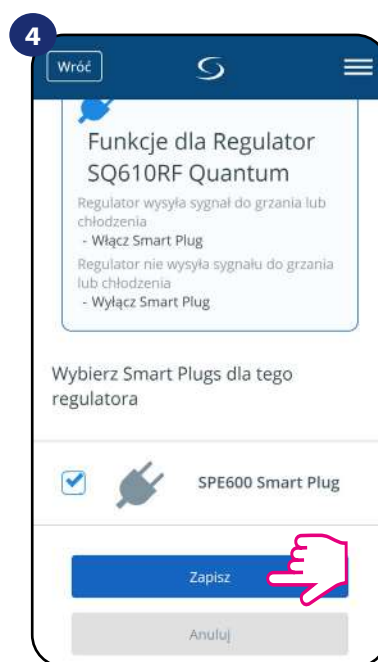 4
Wróć
Funkcje dla Regulator
SQ610RF Quantum
Regulator wysyła sygnał do grzania lub
chłodzenia
- Włącz Smart Plug
Regulator nie wysyła sygnału do grzania
lub chłodzenia
- Wyłącz Smart Plug
Wybierz Smart Plugs dla tego
regulatora
SPE600 Smart Plug
Zapisz
Anuluj